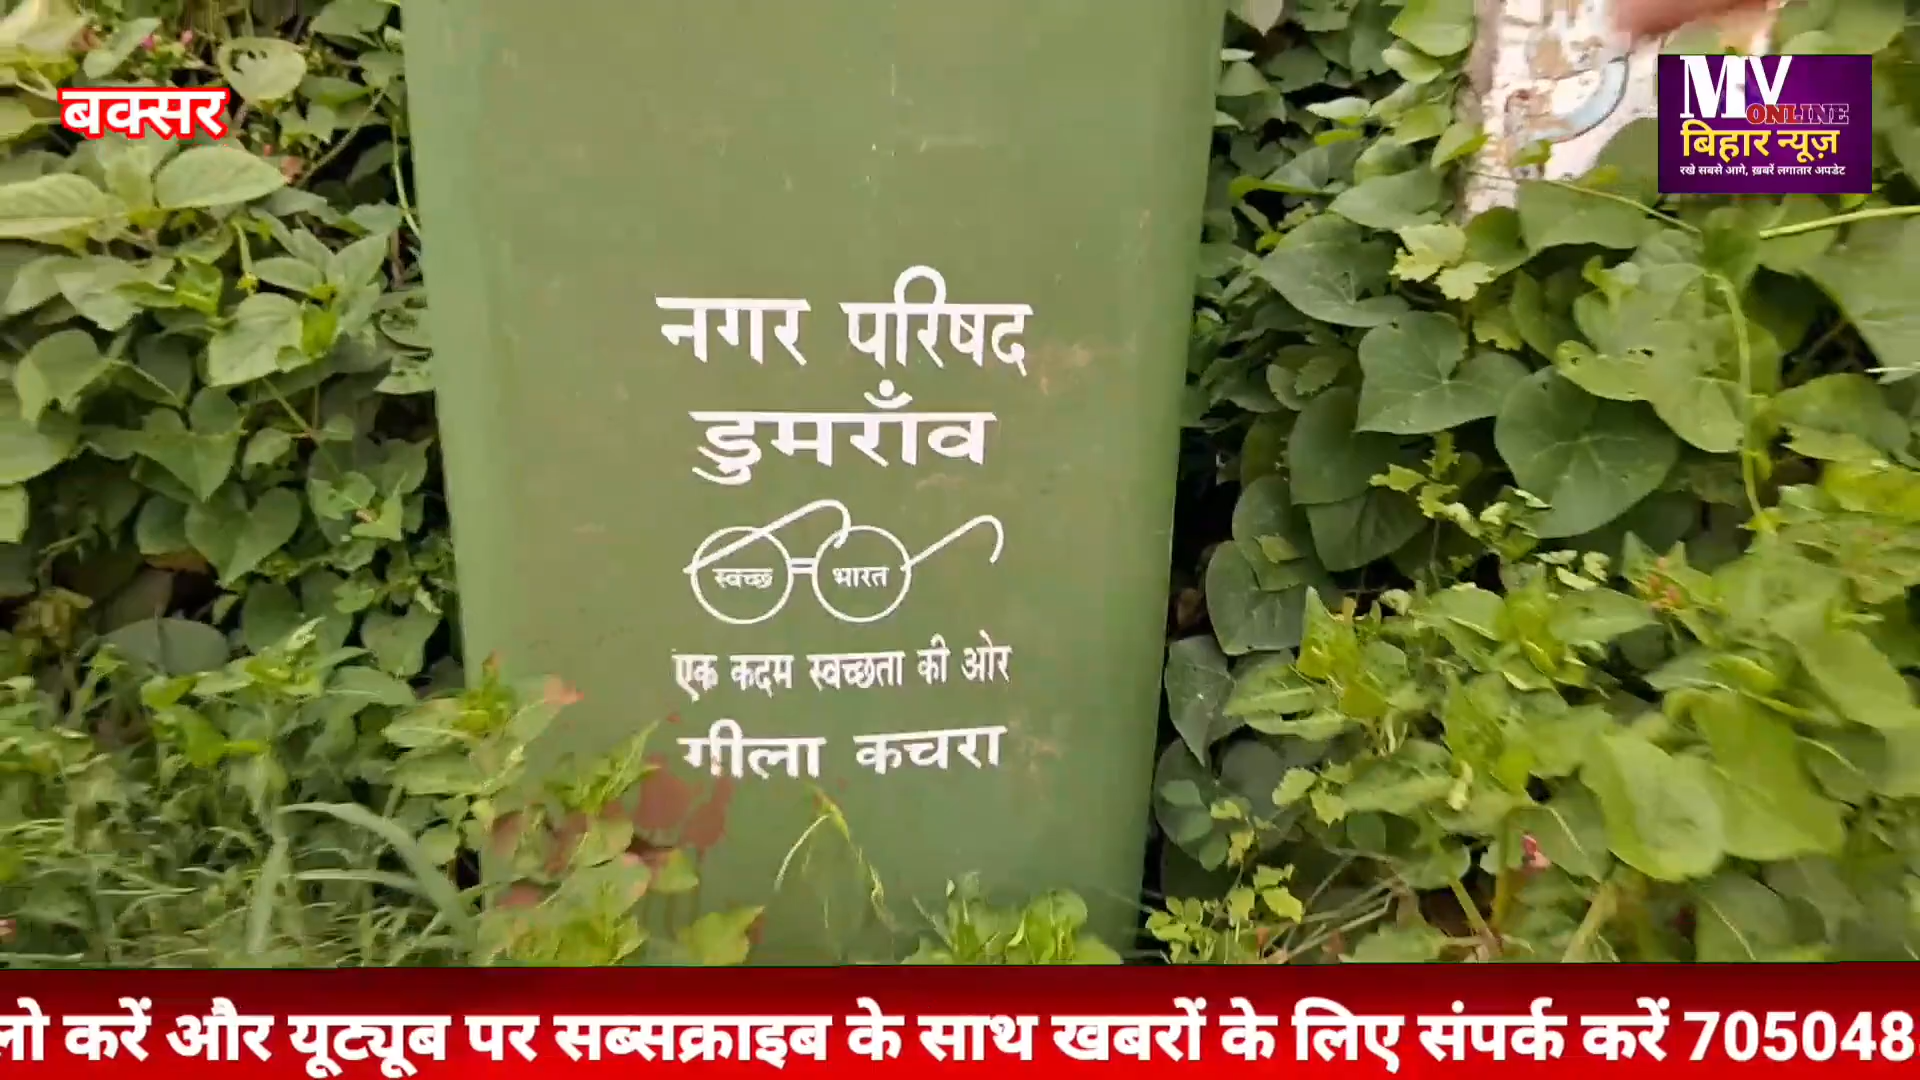 बक्सर
MV
ONLINE
बिहार न्यूज़
रखे सबसे आगे, ख़बरें लगातार अपडेट
नगर परिषद
डुमराँव
स्वच्छ भारत
एक कदम स्वच्छता की ओर
गीला कचरा
लो करें और यूट्यूब पर सब्सक्राइब के साथ खबरों के लिए संपर्क करें 705048